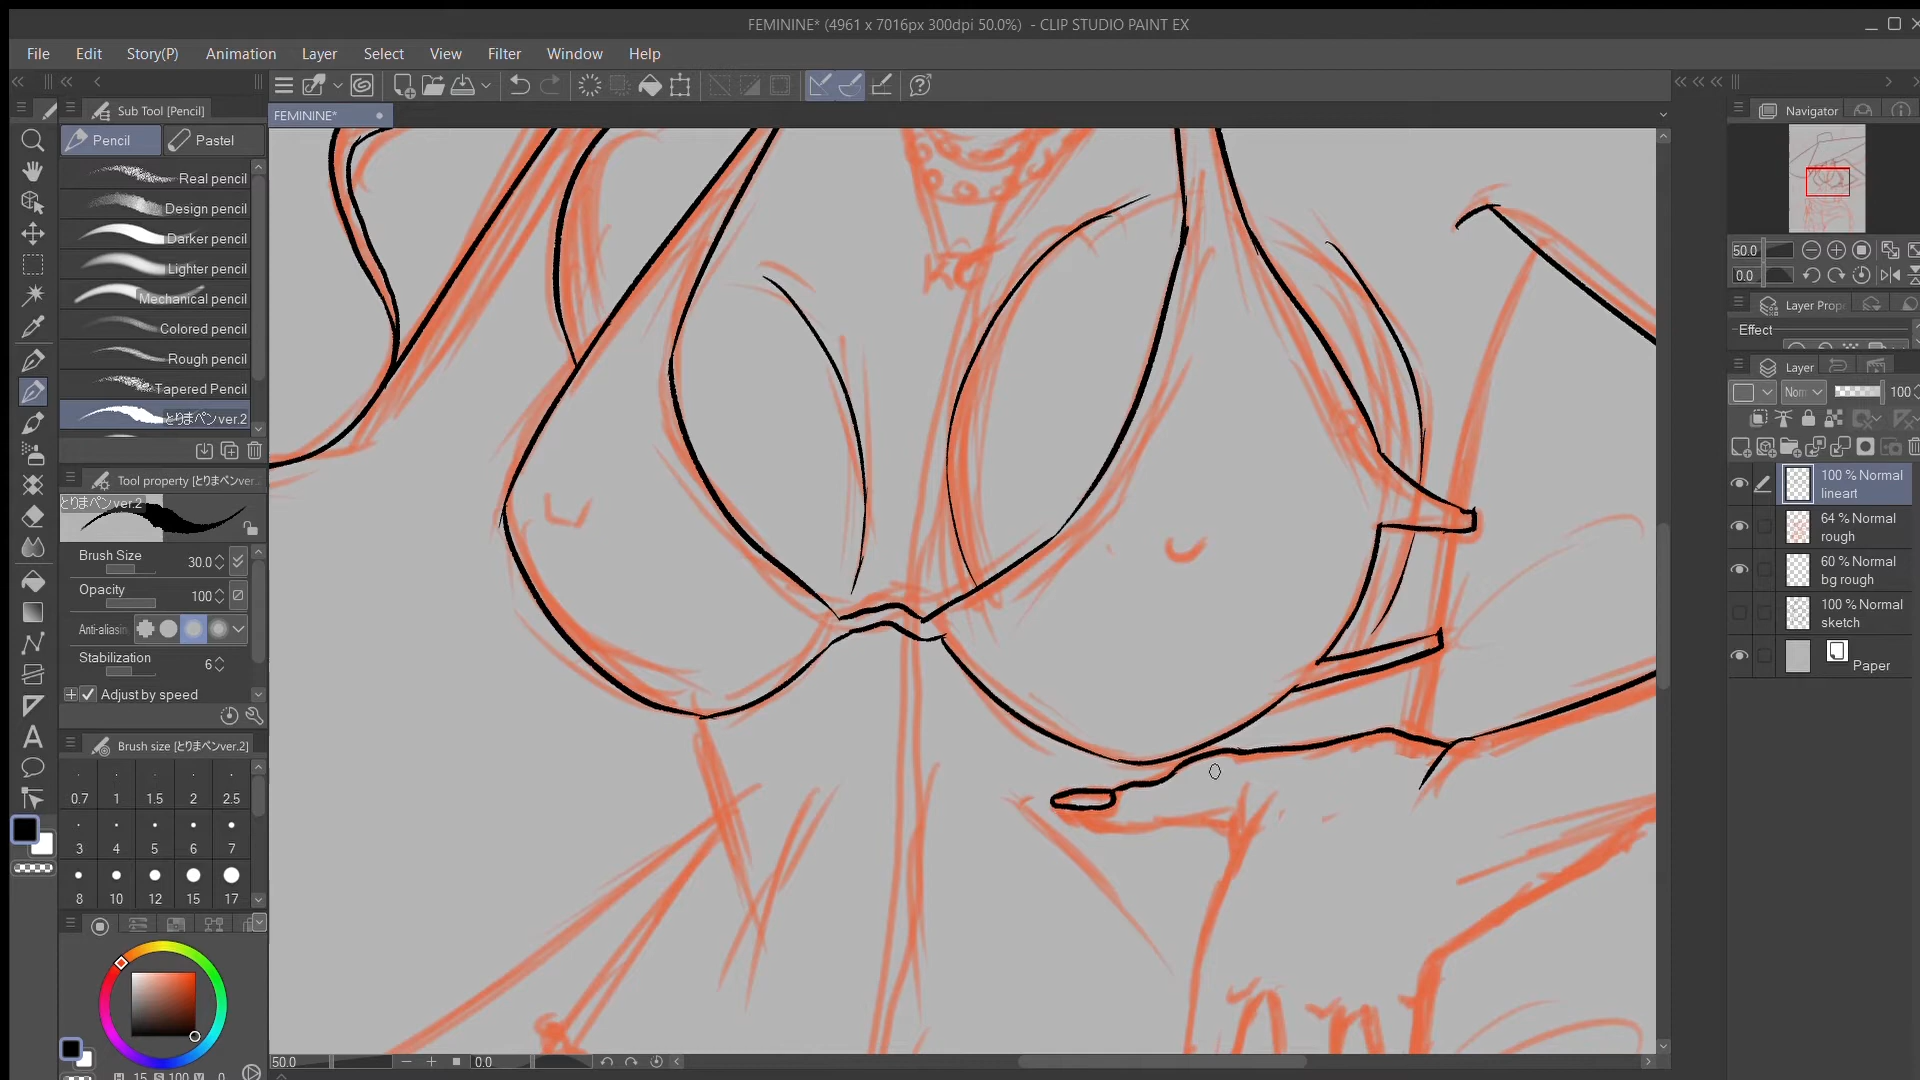 FEMININE* (4961 x 7016px 300dpi 50.0%) - CLIP STUDIO PAINT EX
File Edit Story(P) Animation Layer Select View Filter Window Help
Sub Tool [Pencil]
FEMININE*
Navigator
Pencil
Pastel
Real pencil
Design pencil
Darker pencil
Lighter pencil
Mechanical pencil
Colored pencil
Rough pencil
Tapered Pencil
とりまペンver.2
Tool property [とりまペンver.
とりまペンver.2
Brush Size 30.0
Opacity 100
Anti-aliasin
Stabilization
6
Adjust by speed
Brush size [とりまペンver.2]
0.7 1 1.5 2 2.5
3 4 5 6 7
8 10 12 15 17
H 15 S 100 V 0
50.0
0.0
50.0
0.0
Layer Prope
Effect
Layer
Norn
100
100 % Normal
lineart
64 % Normal
rough
60 % Normal
bg rough
100 % Normal
sketch
Paper